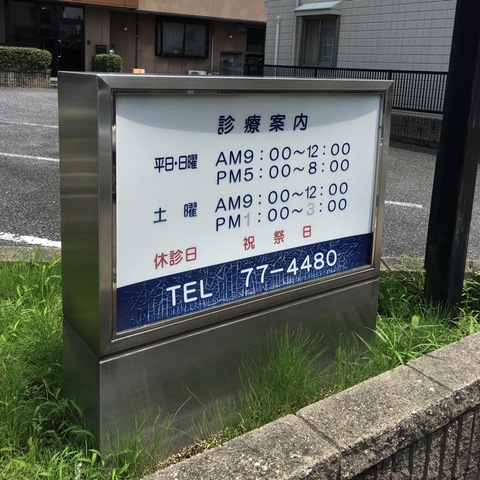 診療案内
平日・日曜 AM9：00〜12：00
PM5：00〜8：00
土 曜 AM9：00〜12：00
PM1：00〜3：00
休診日 祝 祭 日
TEL 77-4480